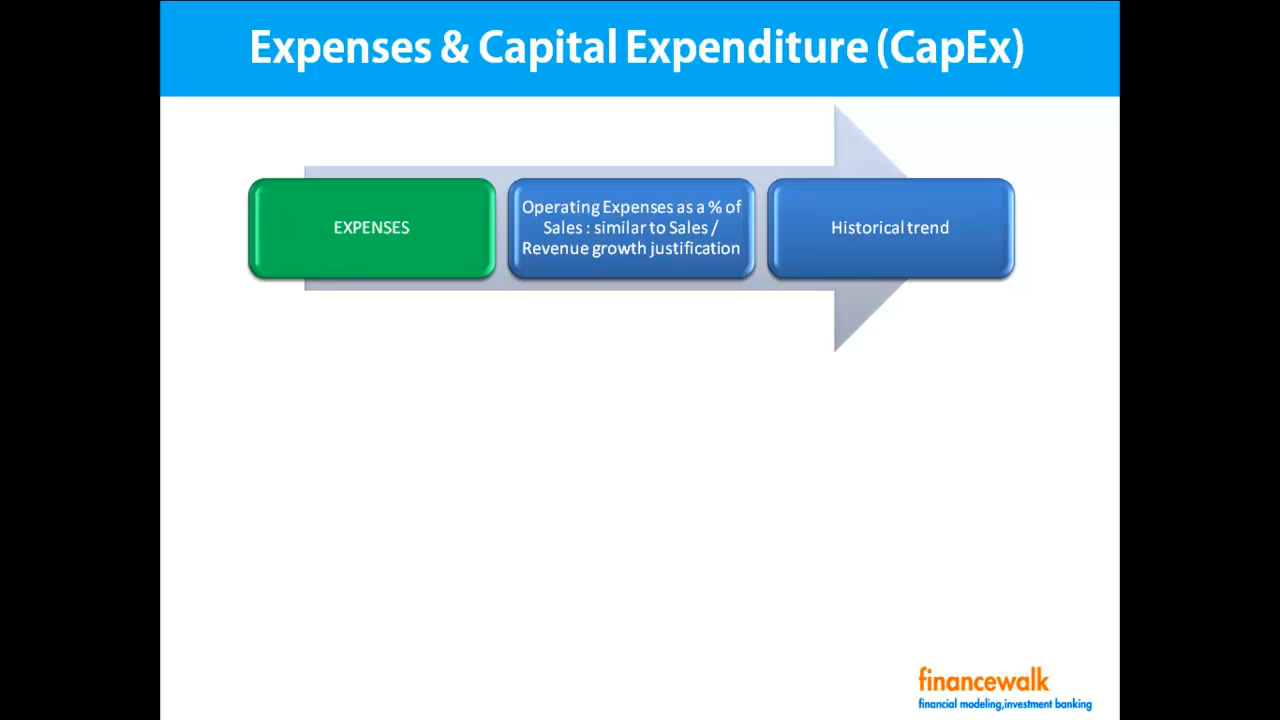 Expenses & Capital Expenditure (CapEx)
EXPENSES
Operating Expenses as a % of
Sales : similar to Sales /
Revenue growth justification
Historical trend
financewalk
financial modeling,investment banking